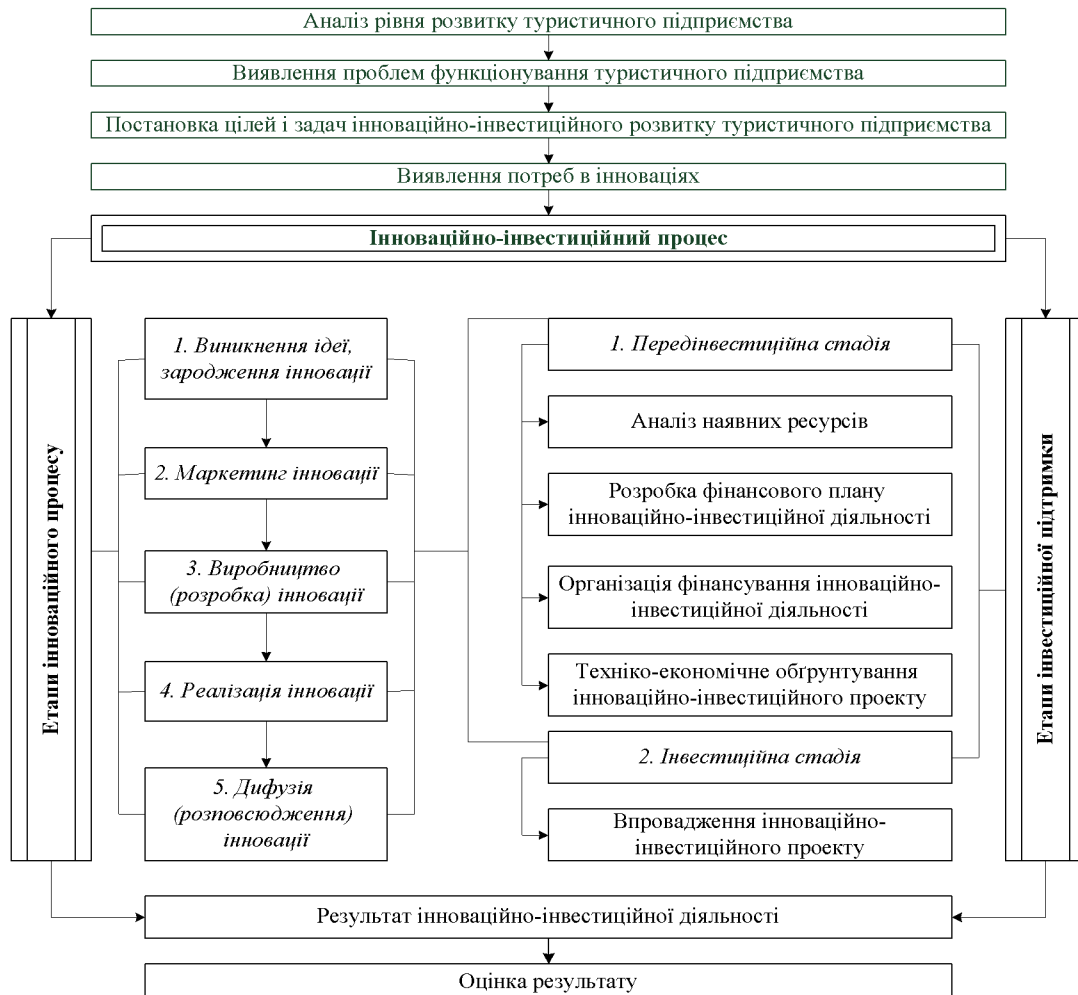 Аналіз рівня розвитку туристичного підприємства
Виявлення проблем функціонування туристичного підприємства
Постановка цілей і задач інноваційно-інвестиційного розвитку туристичного підприємства
Виявлення потреб в інноваціях
Інноваційно-інвестиційний процес
Етапи інноваційного процесу
1. Виникнення ідеї,
зародження інновації
2. Маркетинг інновації
3. Виробництво
(розробка) інновації
4. Реалізація інновації
5. Дифузія
(розповсюдження)
інновації
1. Передінвестиційна стадія
Аналіз наявних ресурсів
Розробка фінансового плану
інноваційно-інвестиційної діяльності
Організація фінансування інноваційно-
інвестиційної діяльності
Техніко-економічне обґрунтування
інноваційно-інвестиційного проекту
2. Інвестиційна стадія
Впровадження інноваційно-
інвестиційного проекту
Етапи інвестиційної підтримки
Результат інноваційно-інвестиційної діяльності
Оцінка результату